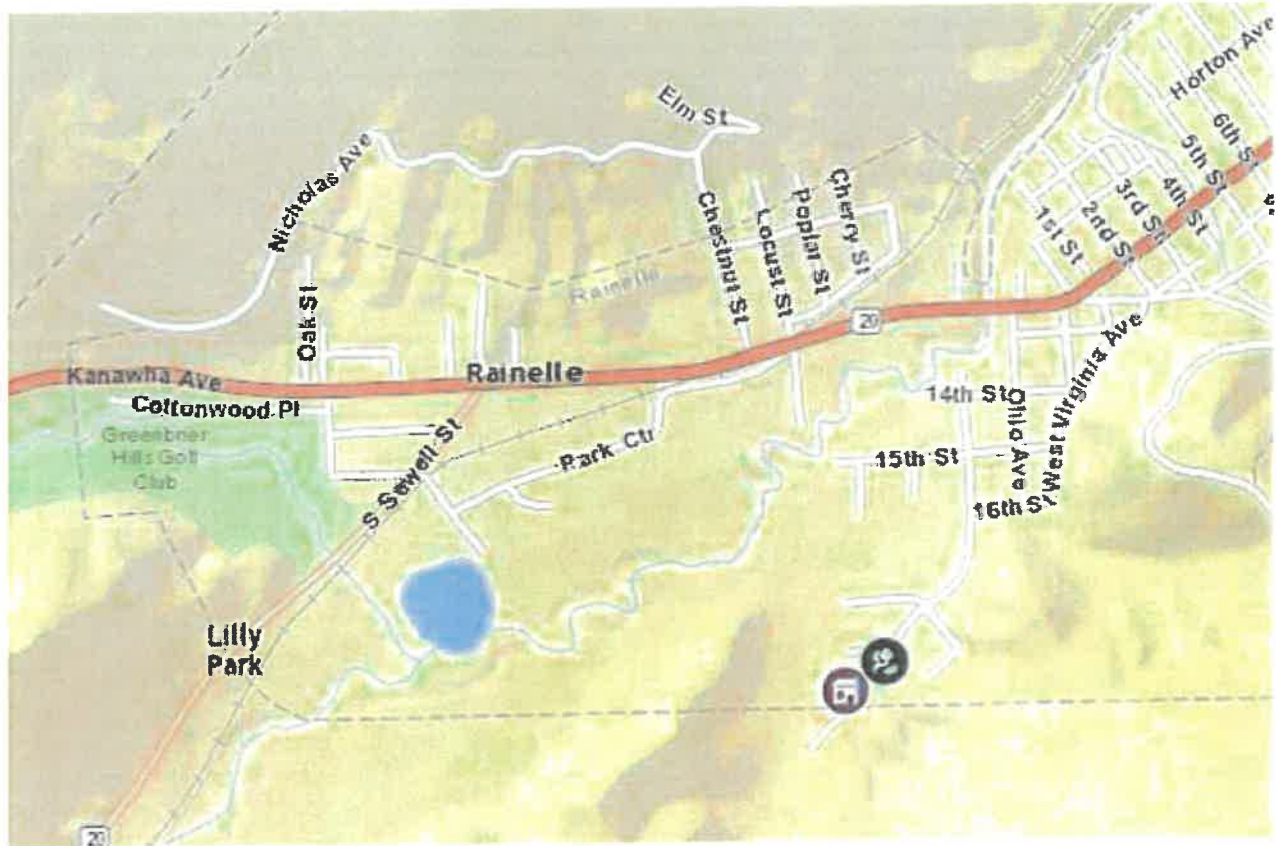 Horton Ave
6th St
5th St
4th St
3rd St
2nd St
1st St
Elm St
Nicholas Ave
Chestnut St
Locust St
Poplar St
Cherry St
Rainelle
20
Oak St
Kanawha Ave
Rainelle
Cottonwood Pl
Greenbrier
Hills Golf
Club
S Sewell St
Park Ctr
14th St
Ohio Ave
West Virginia Ave
15th St
16th St
Lilly
Park
20